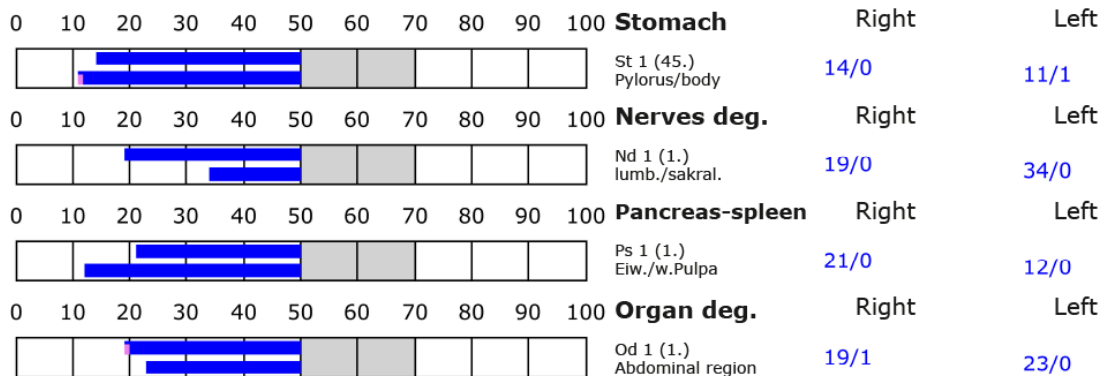 0 10 20 30 40 50 60 70 80 90 100 Stomach Right Left
St 1 (45.)
Pylorus/body
14/0 11/1
0 10 20 30 40 50 60 70 80 90 100 Nerves deg. Right Left
Nd 1 (1.)
lumb./sakral.
19/0 34/0
0 10 20 30 40 50 60 70 80 90 100 Pancreas-spleen Right Left
Ps 1 (1.)
Eiw./w.Pulpa
21/0 12/0
0 10 20 30 40 50 60 70 80 90 100 Organ deg. Right Left
Od 1 (1.)
Abdominal region
19/1 23/0